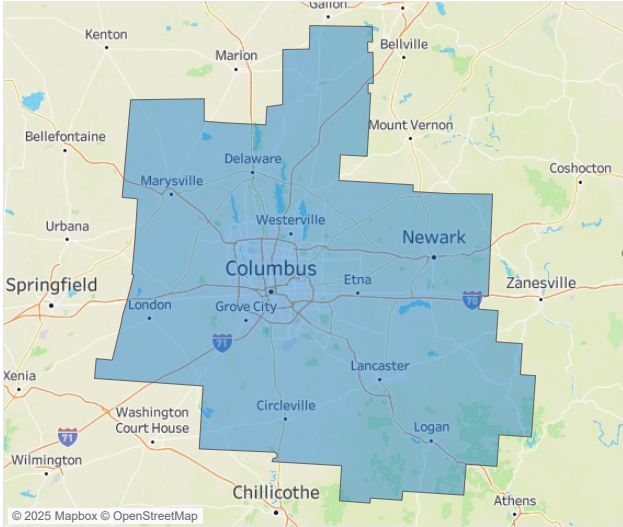 Galion
Kenton
Bellville
Marion
Mount Vernon
Bellefontaine
Delaware
Coshocton
Marysville
Westerville
Urbana
Newark
Columbus
Springfield
Etna
Zanesville
70
London
Grove City
71
Lancaster
Xenia
Circleville
Washington
Court House
Logan
71
Wilmington
Chillicothe
Athens
© 2025 Mapbox © OpenStreetMap